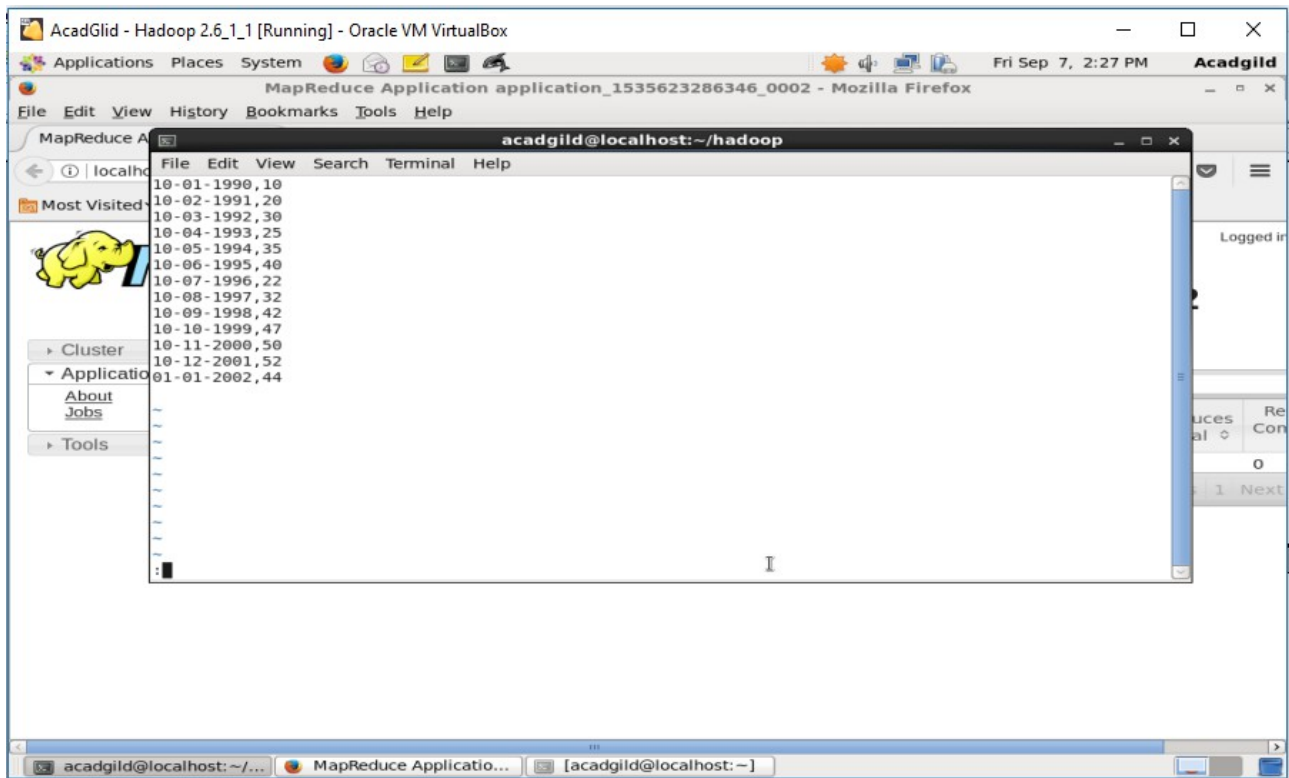 AcadGlid - Hadoop 2.6_1_1 [Running] - Oracle VM VirtualBox
Applications Places System Fri Sep 7, 2:27 PM Acadgild
MapReduce Application application_1535623286346_0002 - Mozilla Firefox
File Edit View History Bookmarks Tools Help
MapReduce A
acadgild@localhost:~/hadoop
localho
File Edit View Search Terminal Help
Most Visited
10-01-1990,10
10-02-1991,20
10-03-1992,30
10-04-1993,25
10-05-1994,35
10-06-1995,40
10-07-1996,22
10-08-1997,32
10-09-1998,42
10-10-1999,47
10-11-2000,50
10-12-2001,52
01-01-2002,44
~
~
~
~
~
~
~
~
~
~
:
Logged in
2
Cluster
Applicatio
About
Jobs
Tools
uces
al
Re
Con
0
1 Next
acadgild@localhost:~/... MapReduce Applicatio... [acadgild@localhost:~]